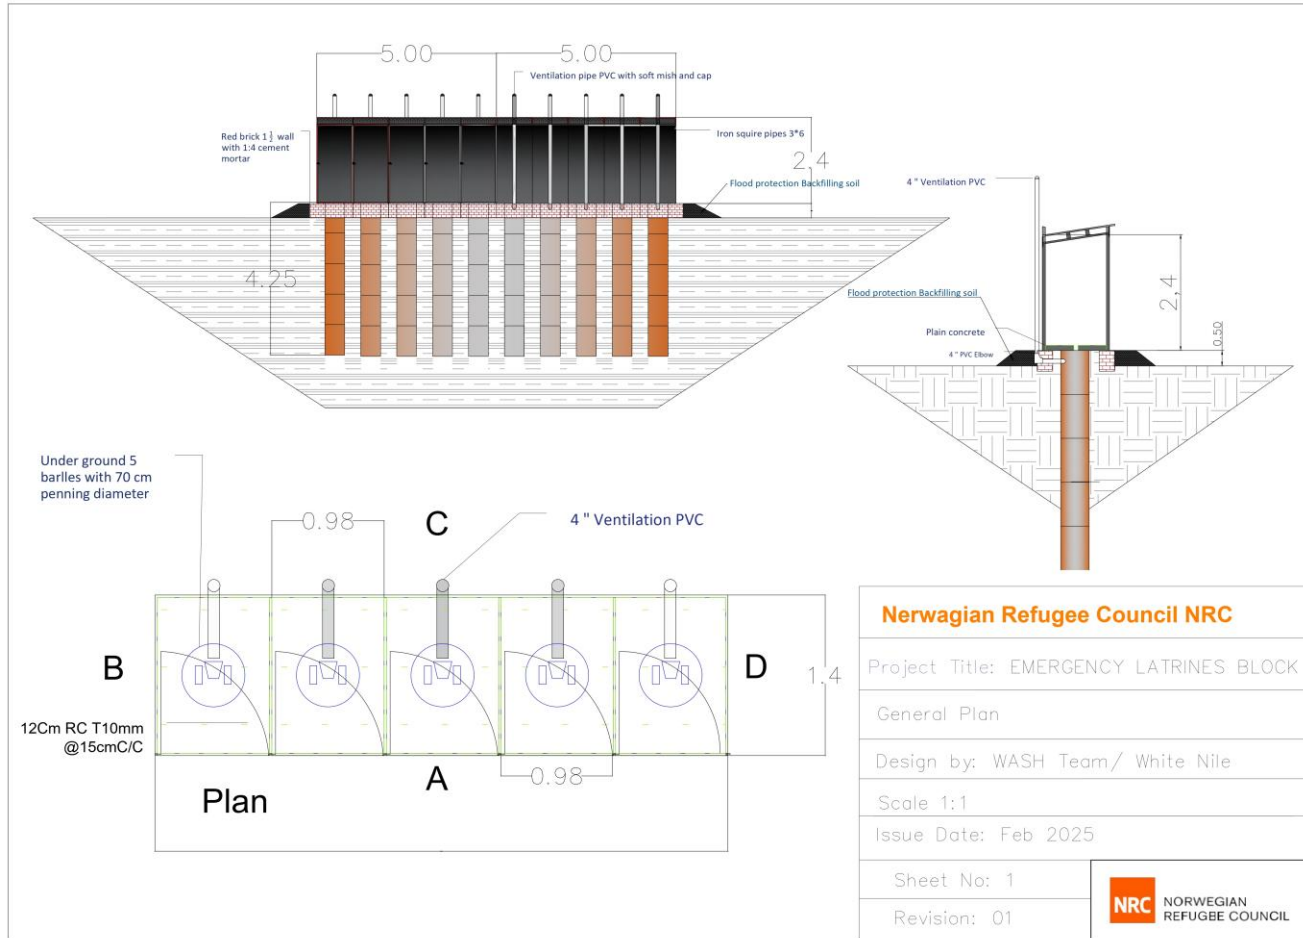 5.00
5.00
Ventilation pipe PVC with soft mish and cap
Red brick 1 ½ wall
with 1:4 cement
mortar
Iron squire pipes 3*6
2.4
Flood protection Backfilling soil
4.25
4 " Ventilation PVC
2,4
Flood protection Backfilling soil
0.50
Plain concrete
4 " PVC Elbow
Under ground 5
barlles with 70 cm
penning diameter
0.98
C
4 " Ventilation PVC
B
D
1.4
12Cm RC T10mm
@15cmC/C
A
0.98
Plan
Nerwagian Refugee Council NRC
Project Title: EMERGENCY LATRINES BLOCK
General Plan
Design by: WASH Team/ White Nile
Scale 1:1
Issue Date: Feb 2025
Sheet No: 1
Revision: 01
NRC
NORWEGIAN
REFUGBE COUNCIL